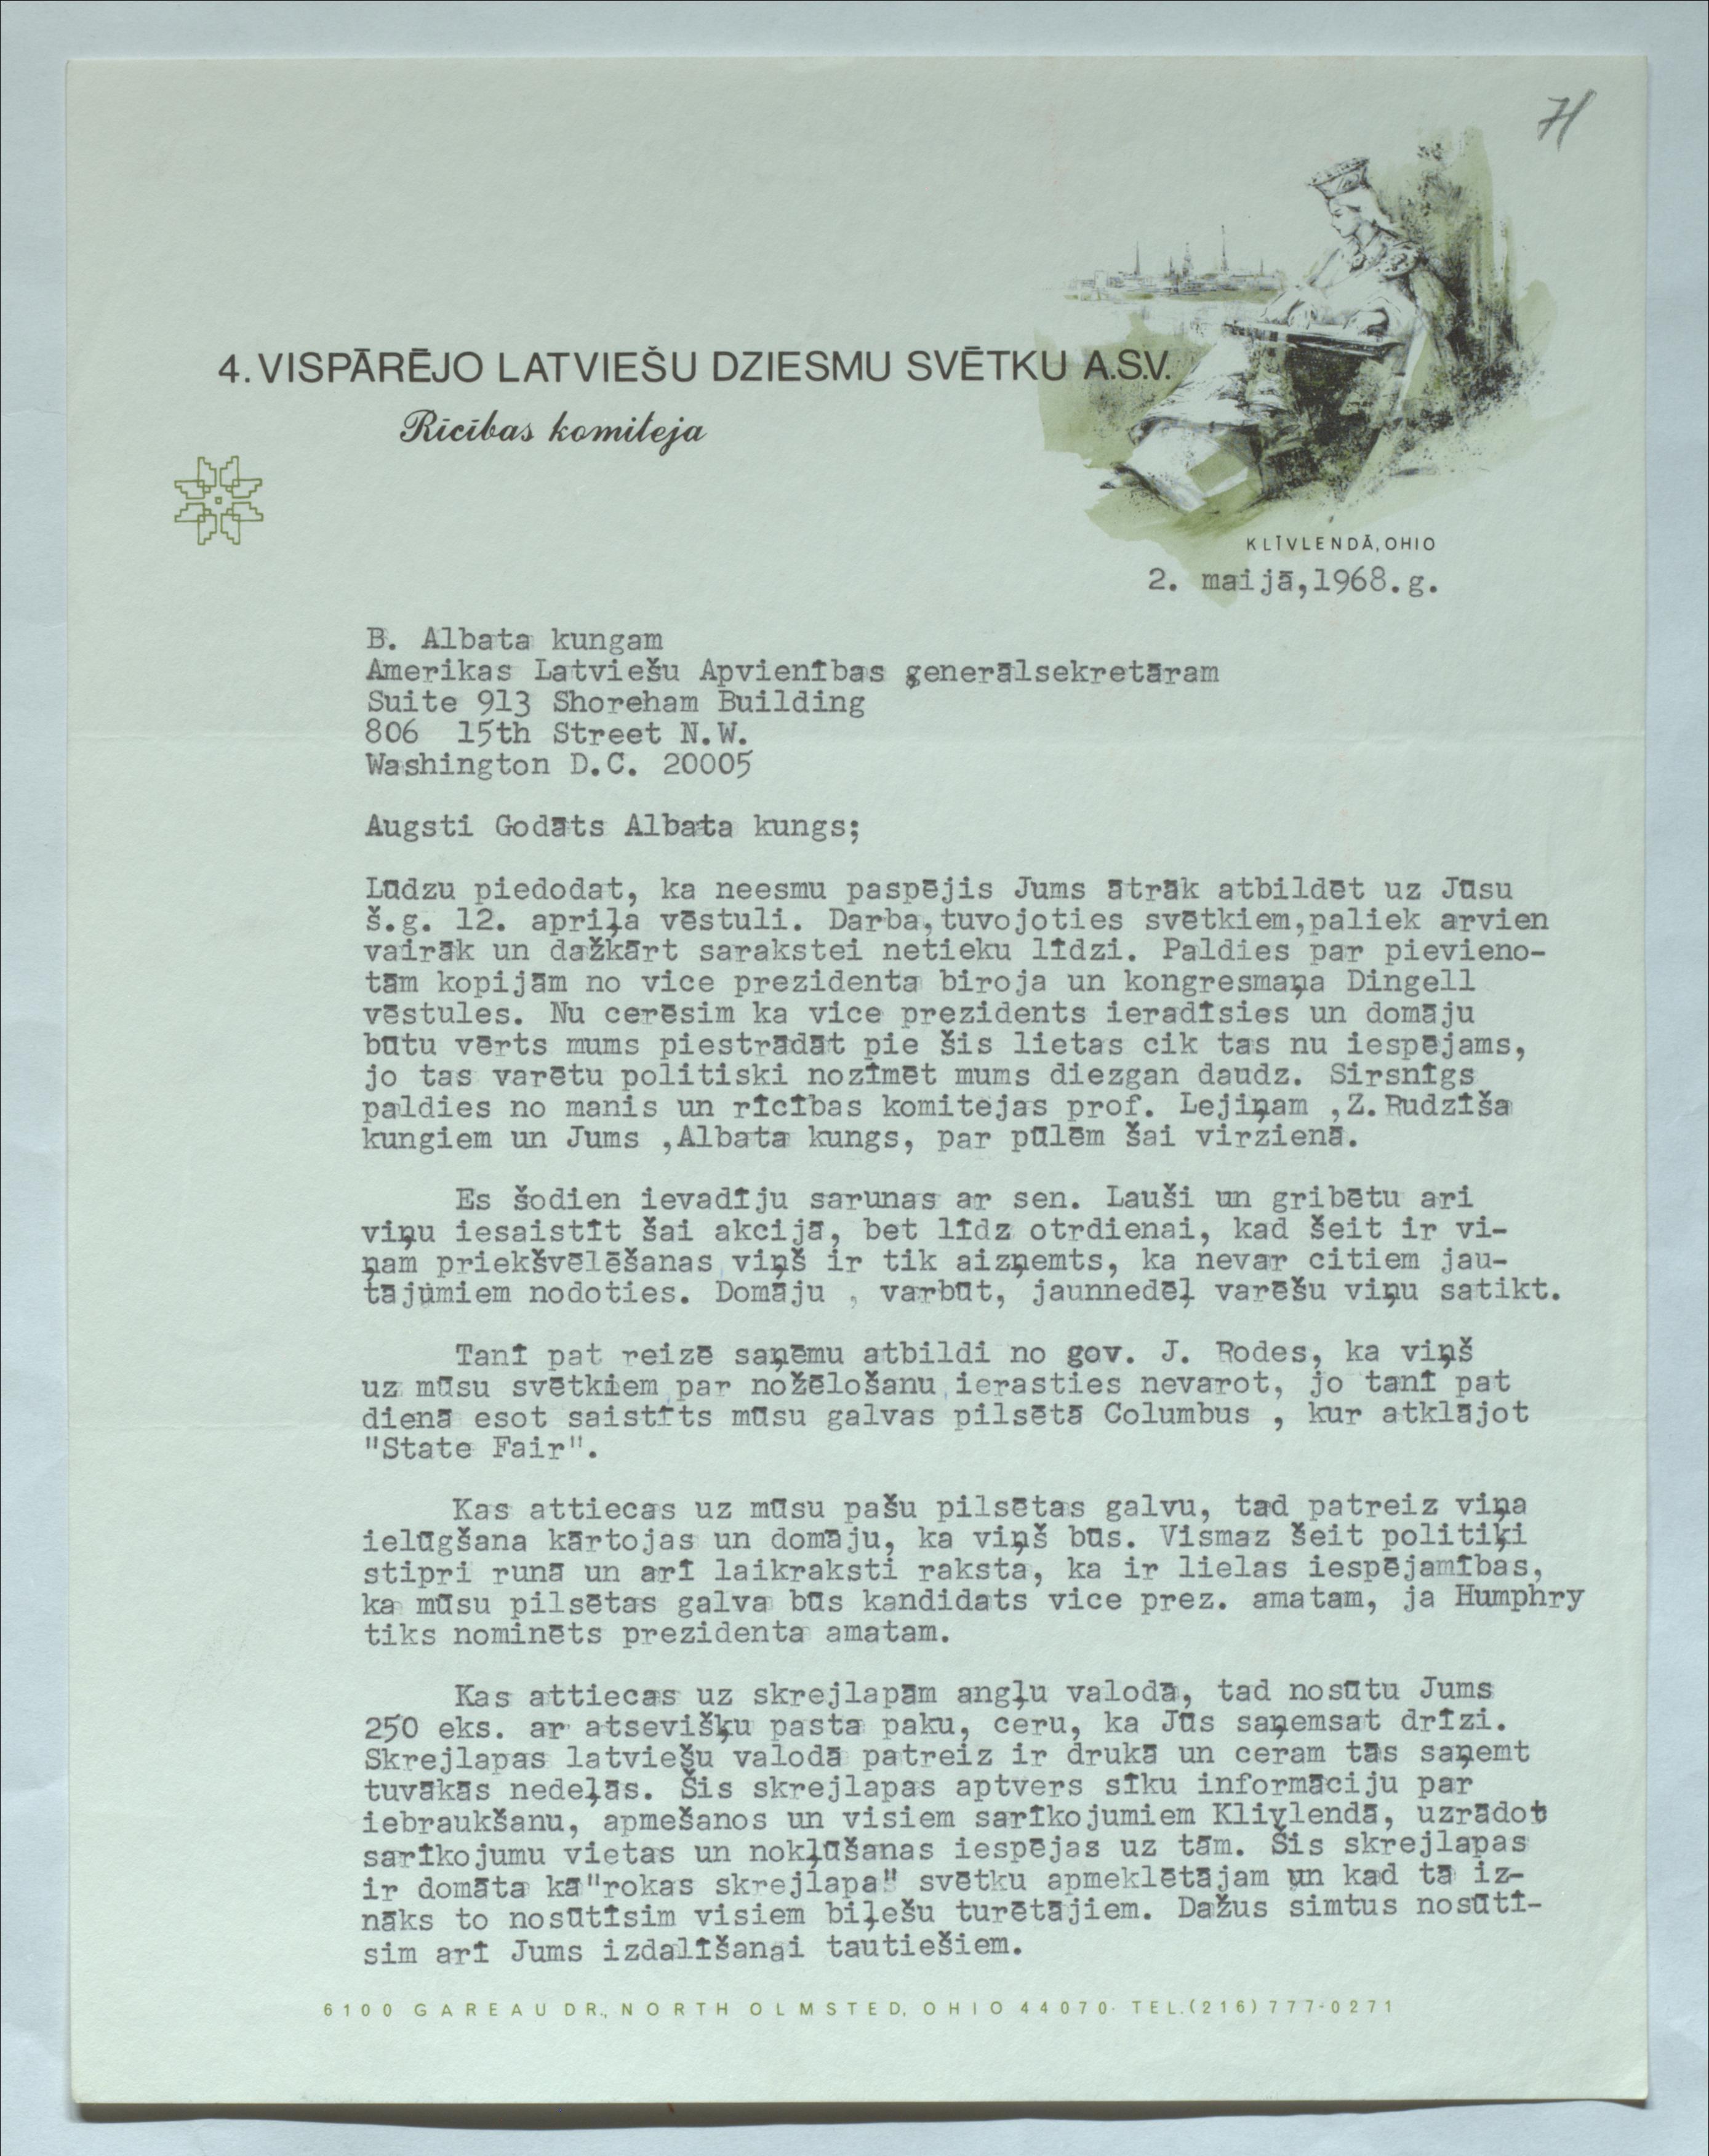 71
4. VISPĀRĒJO LATVIEŠU DZIESMU SVĒTKU A.S.V.
Rīcības komiteja
KLĪVLENDĀ, OHIO
2. maijā,1968.g.
B. Albata kungam
Amerikas Latviešu Apvienības ģenerālsekretāram
Suite 913 Shoreham Building
806 15th Street N.W.
Washington D.C. 20005
Augsti Godāts Albata kungs;
Lūdzu piedodat, ka neesmu paspējis Jums ātrāk atbildēt uz Jūsu
š.g. 12. apriļa vēstuli. Darba,tuvojoties svētkiem,paliek arvien
vairāk un dažkārt sarakstei netieku līdzi. Paldies par pievieno-
tām kopijām no vice prezidenta biroja un kongresmaņa Dingell
vēstules. Nu cerēsim ka vice prezidents ieradīsies un domāju
būtu vērts mums piestrādāt pie šis lietas cik tas nu iespējams,
jo tas varētu politiski nozīmēt mums diezgan daudz. Sirsnīgs
paldies no manis un rīcības komitejas prof. Lejiņam ,Z.Rudzīša
kungiem un Jums ,Albata kungs, par pūlēm šai virzienā.
Es šodien ievadīju sarunas ar sen. Lauši un gribētu ari
viņu iesaistīt šai akcijā, bet līdz otrdienai, kad šeit ir vi-
ņam priekšvēlēšanas viņš ir tik aizņemts, ka nevar citiem jau-
tājumiem nodoties. Domāju , varbūt, jaunnedēļ varēšu viņu satikt.
Tanī pat reizē saņēmu atbildi no gov. J. Rodes, ka viņš
uz mūsu svētkiem par nožēlošanu ierasties nevarot, jo tanī pat
dienā esot saistīts mūsu galvas pilsētā Columbus , kur atklājot
"State Fair".
Kas attiecas uz mūsu pašu pilsētas galvu, tad patreiz viņa
ielūgšana kārtojas un domāju, ka viņš būs. Vismaz šeit politiķi
stipri runā un arī laikraksti raksta, ka ir lielas iespējamības,
ka mūsu pilsētas galva būs kandidats vice prez. amatam, ja Humphry
tiks nominēts prezidenta amatam.
Kas attiecas uz skrejlapām angļu valodā, tad nosūtu Jums
250 eks. ar atsevišķu pasta paku, ceru, ka Jūs saņemsat drīzi.
Skrejlapas latviešu valodā patreiz ir drukā un ceram tās saņemt
tuvākās nedeļās. Šis skrejlapas aptvers sīku informāciju par
iebraukšanu, apmešanos un visiem sarīkojumiem Klivlendā, uzrādot
sarīkojumu vietas un nokļūšanas iespējas uz tām. Šis skrejlapas
ir domāta kā"rokas skrejlapa" svētku apmeklētājam un kad tā iz-
nāks to nosūtīsim visiem biļešu turētājiem. Dažus simtus nosūtī-
sim arī Jums izdalīšanai tautiešiem.
6100 GAREAU DR., NORTH OLMSTED, OHIO 44070· TEL.(216)777-0271